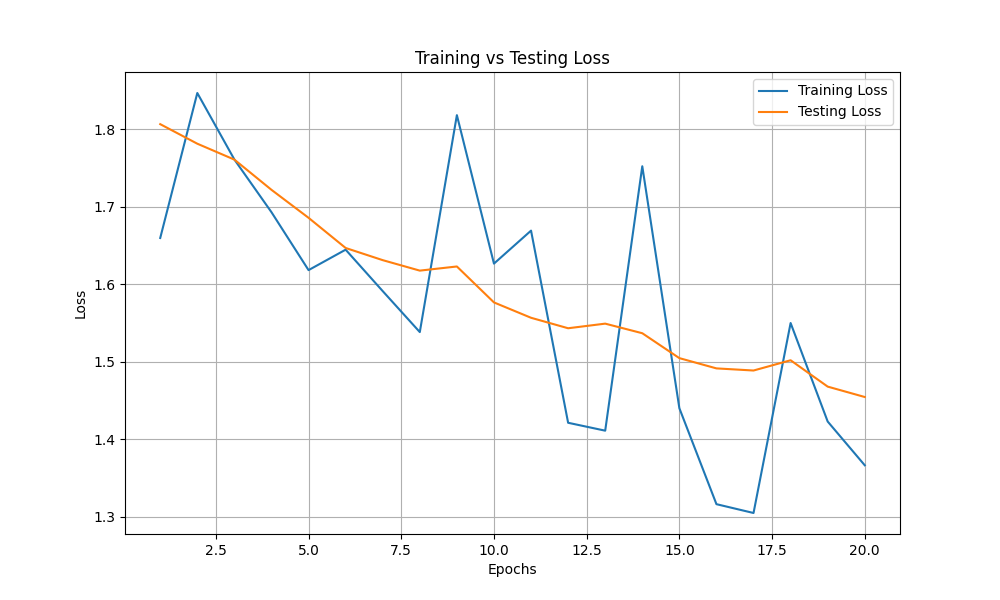 Training vs Testing Loss
Training Loss
Testing Loss
Loss
1.8
1.7
1.6
1.5
1.4
1.3
2.5 5.0 7.5 10.0 12.5 15.0 17.5 20.0
Epochs